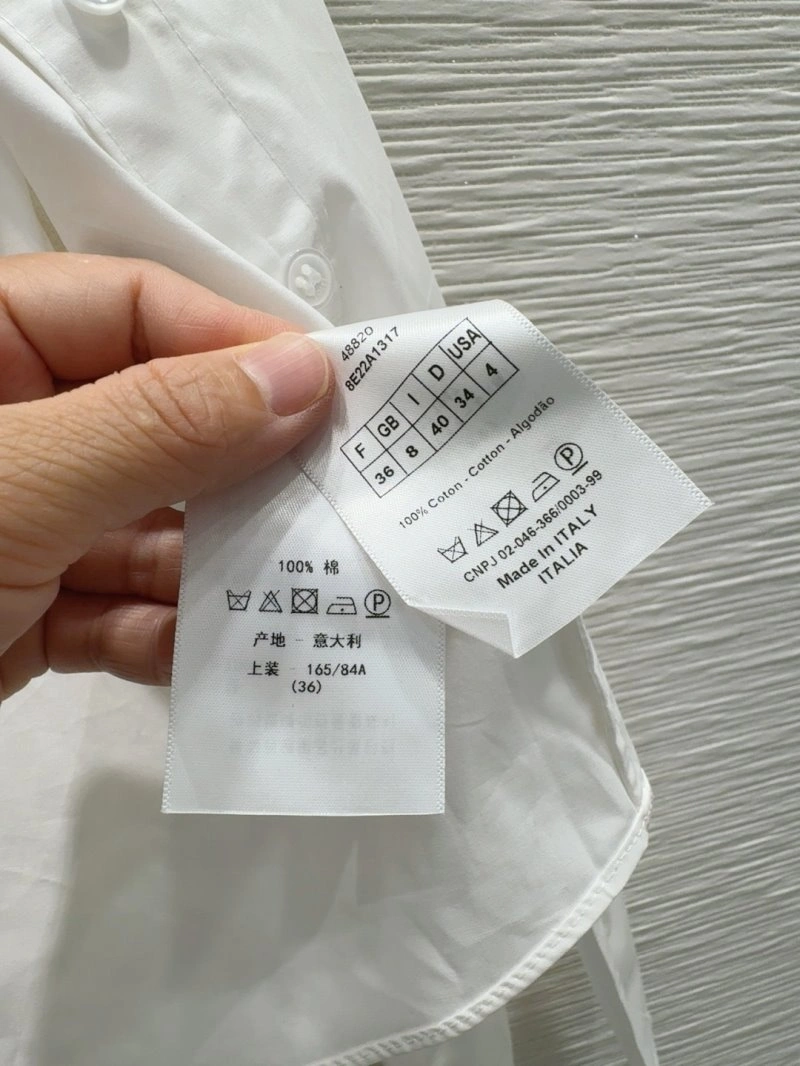 48820
8E22A1317
F GB I D USA
36 8 40 34 4
100% Coton - Cotton - Algodão
P
CNPJ 02-046-366/0003-99
Made In ITALY
ITALIA
100% 棉
P
产地 - 意大利
上装 - 165/84A
(36)